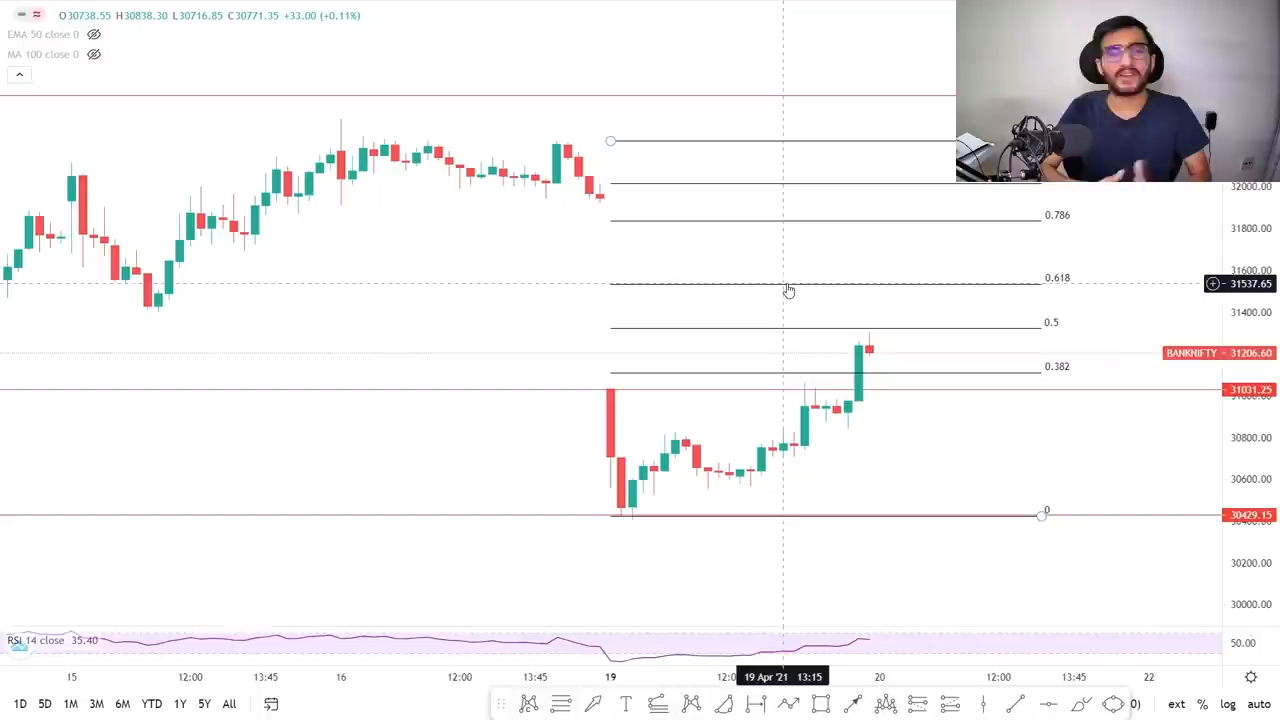 O30738.55 H30838.30 L30716.85 C30771.35 +33.00 (+0.11%)
EMA 50 close 0
MA 100 close 0
32000.00
0.786
31800.00
31600.00
0.618
31537.65
31400.00
0.5
BANKNIFTY 31206.60
0.382
31031.25
30800.00
30600.00
0
30429.15
30200.00
30000.00
RSI 14 close 35.40
50.00
15 12:00 13:45 16 12:00 13:45 19 19 Apr '21 13:15 20 12:00 13:45 22
1D 5D 1M 3M 6M YTD 1Y 5Y All
ext % log auto